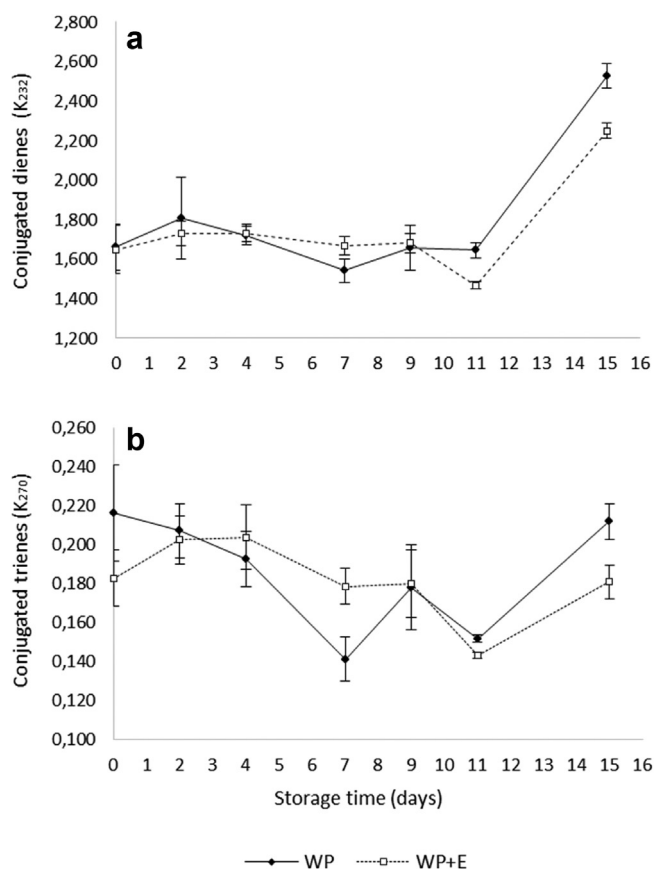 a
Conjugated dienes (K232)
2,800
2,600
2,400
2,200
2,000
1,800
1,600
1,400
1,200
0 1 2 3 4 5 6 7 8 9 10 11 12 13 14 15 16
b
Conjugated trienes (K270)
0,260
0,240
0,220
0,200
0,180
0,160
0,140
0,120
0,100
0 1 2 3 4 5 6 7 8 9 10 11 12 13 14 15 16
Storage time (days)
WP WP+E